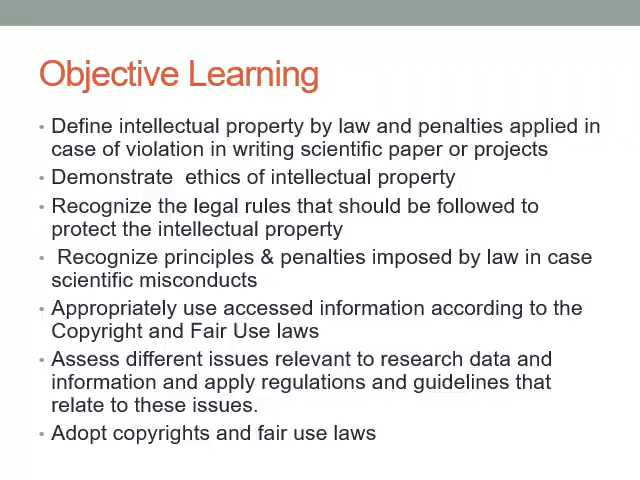 Objective Learning
• Define intellectual property by law and penalties applied in
case of violation in writing scientific paper or projects
• Demonstrate  ethics of intellectual property
• Recognize the legal rules that should be followed to
protect the intellectual property
•  Recognize principles & penalties imposed by law in case
scientific misconducts
• Appropriately use accessed information according to the
Copyright and Fair Use laws
• Assess different issues relevant to research data and
information and apply regulations and guidelines that
relate to these issues.
• Adopt copyrights and fair use laws